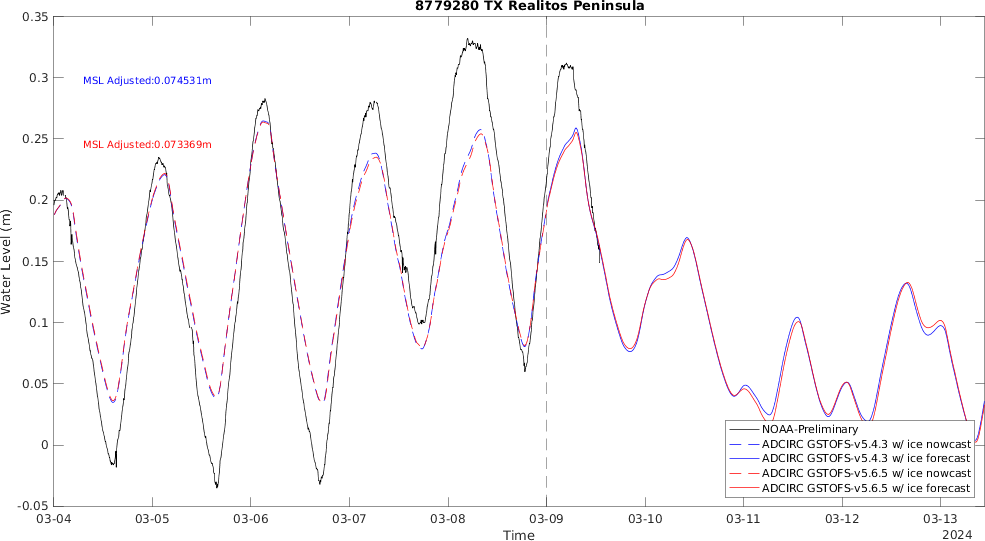 8779280 TX Realitos Peninsula
0.35
0.3
0.25
0.2
0.15
0.1
0.05
0
-0.05
Water Level (m)
MSL Adjusted:0.074531m
MSL Adjusted:0.073369m
NOAA-Preliminary
ADCIRC GSTOFS-v5.4.3 w/ ice nowcast
ADCIRC GSTOFS-v5.4.3 w/ ice forecast
ADCIRC GSTOFS-v5.6.5 w/ ice nowcast
ADCIRC GSTOFS-v5.6.5 w/ ice forecast
03-04 03-05 03-06 03-07 03-08 03-09 03-10 03-11 03-12 03-13
Time
2024